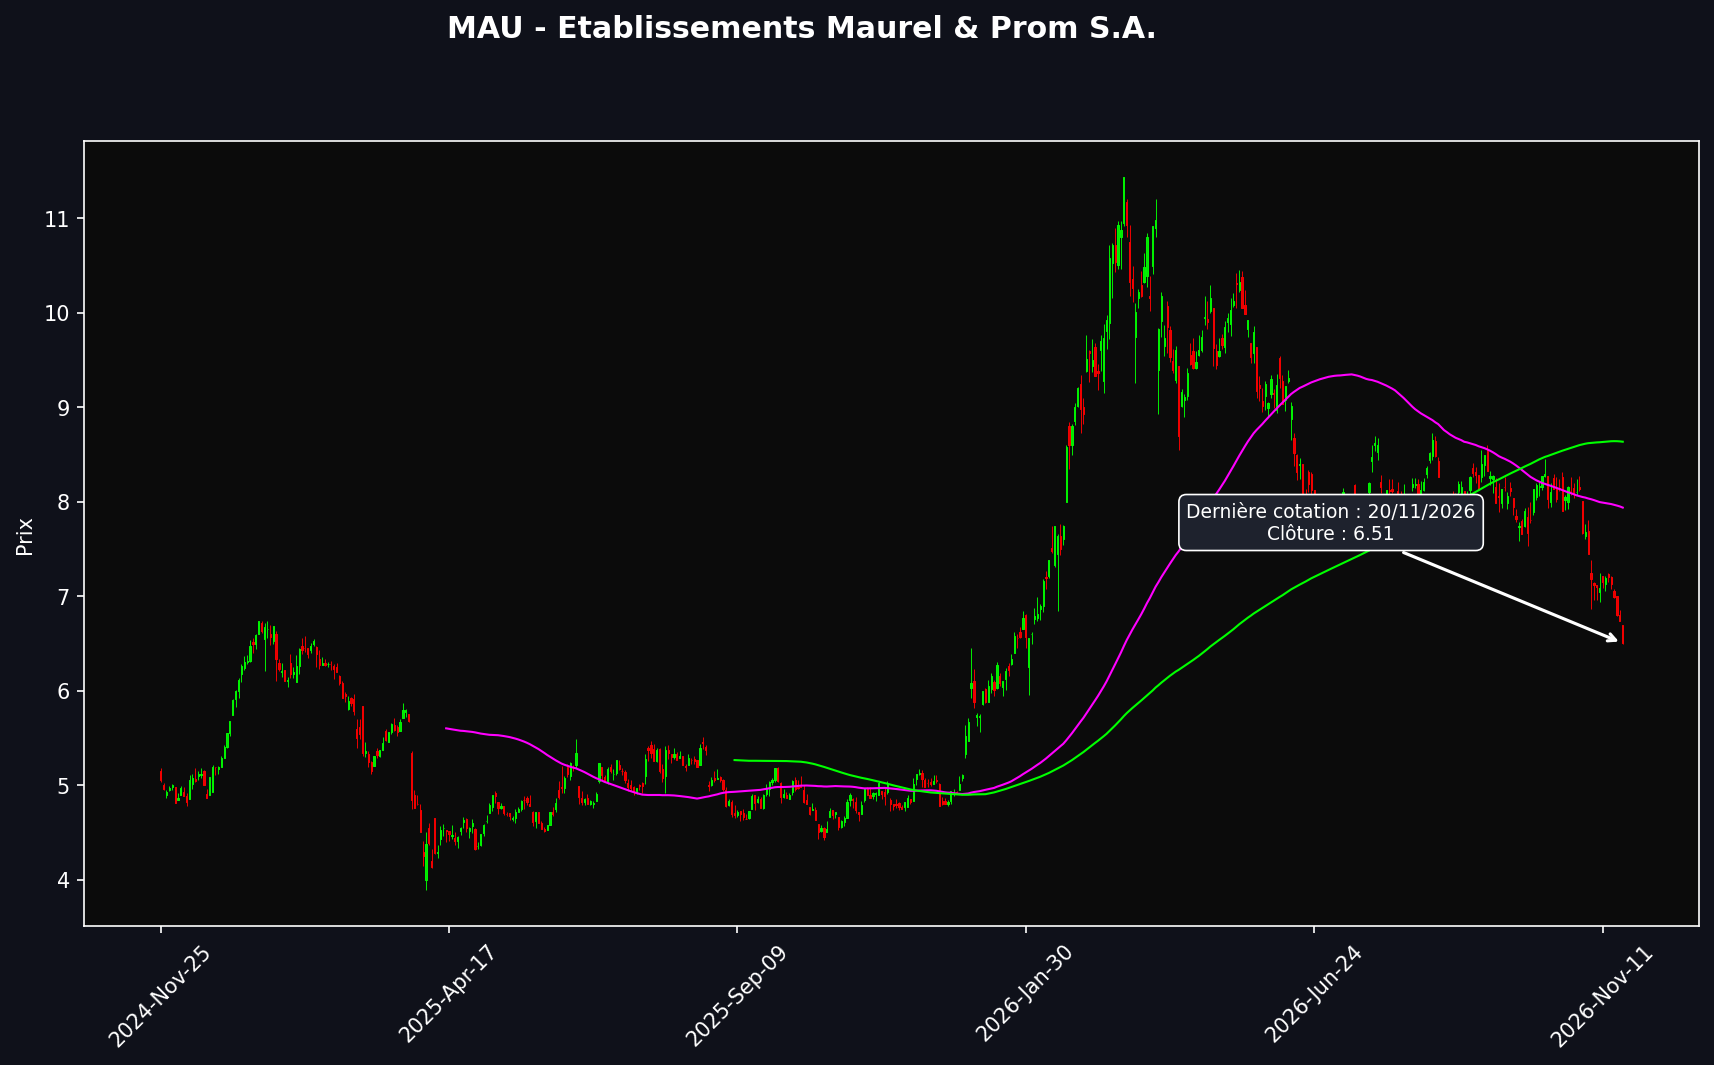 MAU - Etablissements Maurel & Prom S.A.
Prix
11
10
9
8
7
6
5
4
Dernière cotation : 20/11/2026
Clôture : 6.51
2024-Nov-25
2025-Apr-17
2025-Sep-09
2026-Jan-30
2026-Jun-24
2026-Nov-11